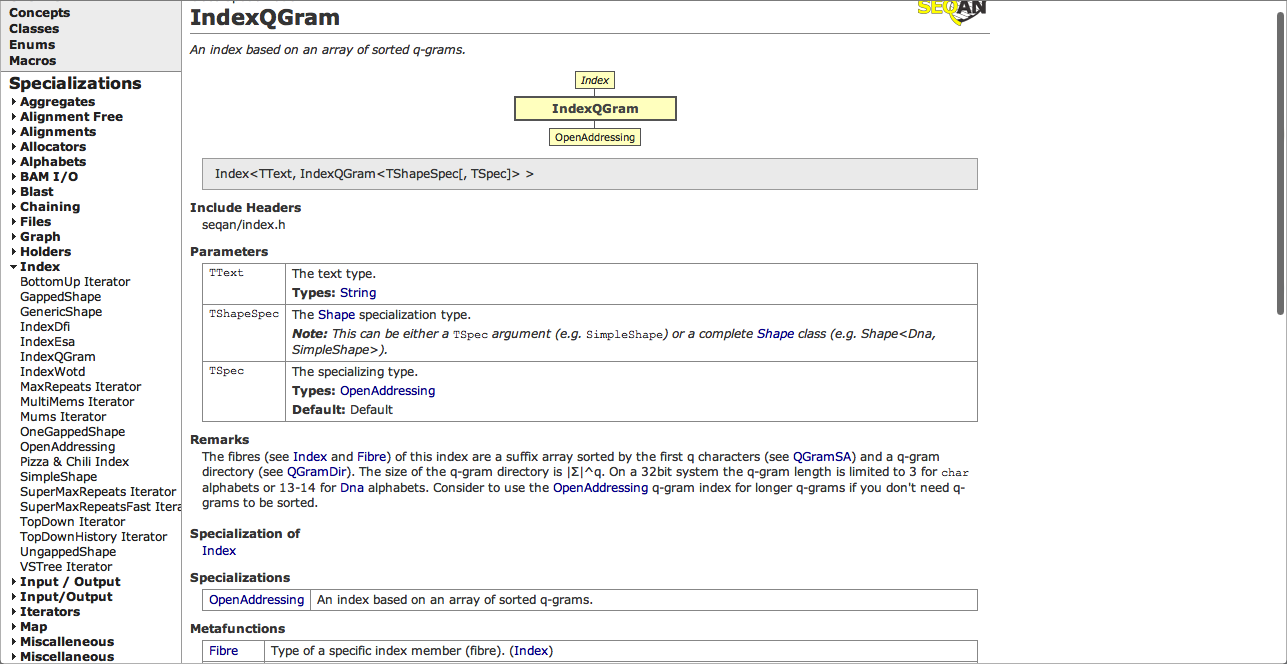 Concepts
Classes
Enums
Macros
Specializations
Aggregates
Alignment Free
Alignments
Allocators
Alphabets
BAM I/O
Blast
Chaining
Files
Graph
Holders
Index
BottomUp Iterator
GappedShape
GenericShape
IndexDfi
IndexEsa
IndexQGram
IndexWotd
MaxRepeats Iterator
MultiMems Iterator
Mums Iterator
OneGappedShape
OpenAddressing
Pizza & Chili Index
SimpleShape
SuperMaxRepeats Iterator
SuperMaxRepeatsFast Itera
TopDown Iterator
TopDownHistory Iterator
UngappedShape
VSTree Iterator
Input / Output
Input/Output
Iterators
Map
Miscalleneous
Miscellaneous
IndexQGram
SEQAN
An index based on an array of sorted q-grams.
Index
IndexQGram
OpenAddressing
Index<TText, IndexQGram<TShapeSpec[, TSpec]> >
Include Headers
seqan/index.h
Parameters
TText
The text type.
Types: String
TShapeSpec
The Shape specialization type.
Note: This can be either a TSpec argument (e.g. SimpleShape) or a complete Shape class (e.g. Shape<Dna,
SimpleShape>).
TSpec
The specializing type.
Types: OpenAddressing
Default: Default
Remarks
The fibres (see Index and Fibre) of this index are a suffix array sorted by the first q characters (see QGramSA) and a q-gram
directory (see QGramDir). The size of the q-gram directory is |Σ|^q. On a 32bit system the q-gram length is limited to 3 for char
alphabets or 13-14 for Dna alphabets. Consider to use the OpenAddressing q-gram index for longer q-grams if you don't need q-
grams to be sorted.
Specialization of
Index
Specializations
OpenAddressing An index based on an array of sorted q-grams.
Metafunctions
Fibre Type of a specific index member (fibre). (Index)